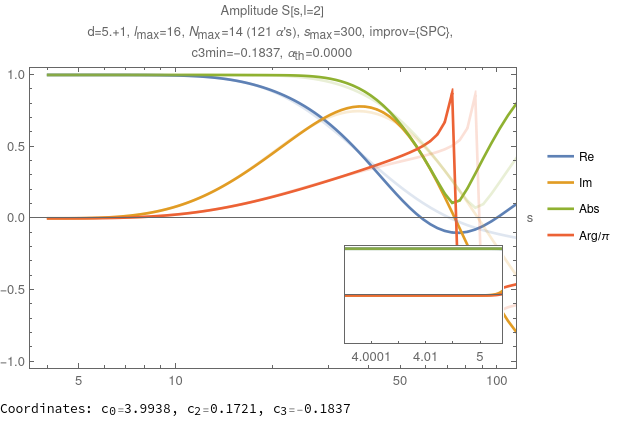 Amplitude S[s,l=2]
d=5.+1, lmax=16, Nmax=14 (121 α's), smax=300, improv={SPC},
c3min=-0.1837, αth=0.0000
1.0
0.5
0.0
-0.5
-1.0
s
Re
Im
Abs
Arg/π
4.0001
4.01
5
5
10
50
100
Coordinates: c0=3.9938, c2=0.1721, c3=-0.1837